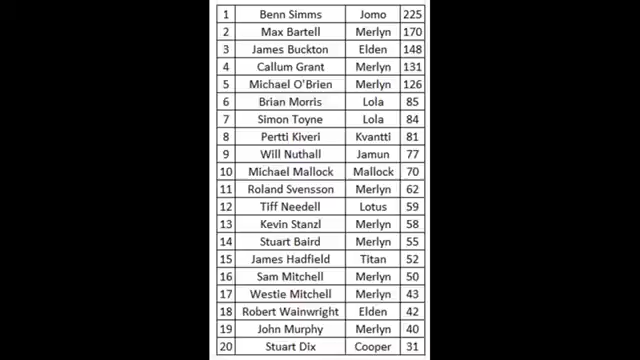 1 Benn Simms Jomo 225
2 Max Bartell Merlyn 170
3 James Buckton Elden 148
4 Callum Grant Merlyn 131
5 Michael O'Brien Merlyn 126
6 Brian Morris Lola 85
7 Simon Toyne Lola 84
8 Pertti Kiveri Kvantti 81
9 Will Nuthall Jamun 77
10 Michael Mallock Mallock 70
11 Roland Svensson Merlyn 62
12 Tiff Needell Lotus 59
13 Kevin Stanzl Merlyn 58
14 Stuart Baird Merlyn 55
15 James Hadfield Titan 52
16 Sam Mitchell Merlyn 50
17 Westie Mitchell Merlyn 43
18 Robert Wainwright Elden 42
19 John Murphy Merlyn 40
20 Stuart Dix Cooper 31